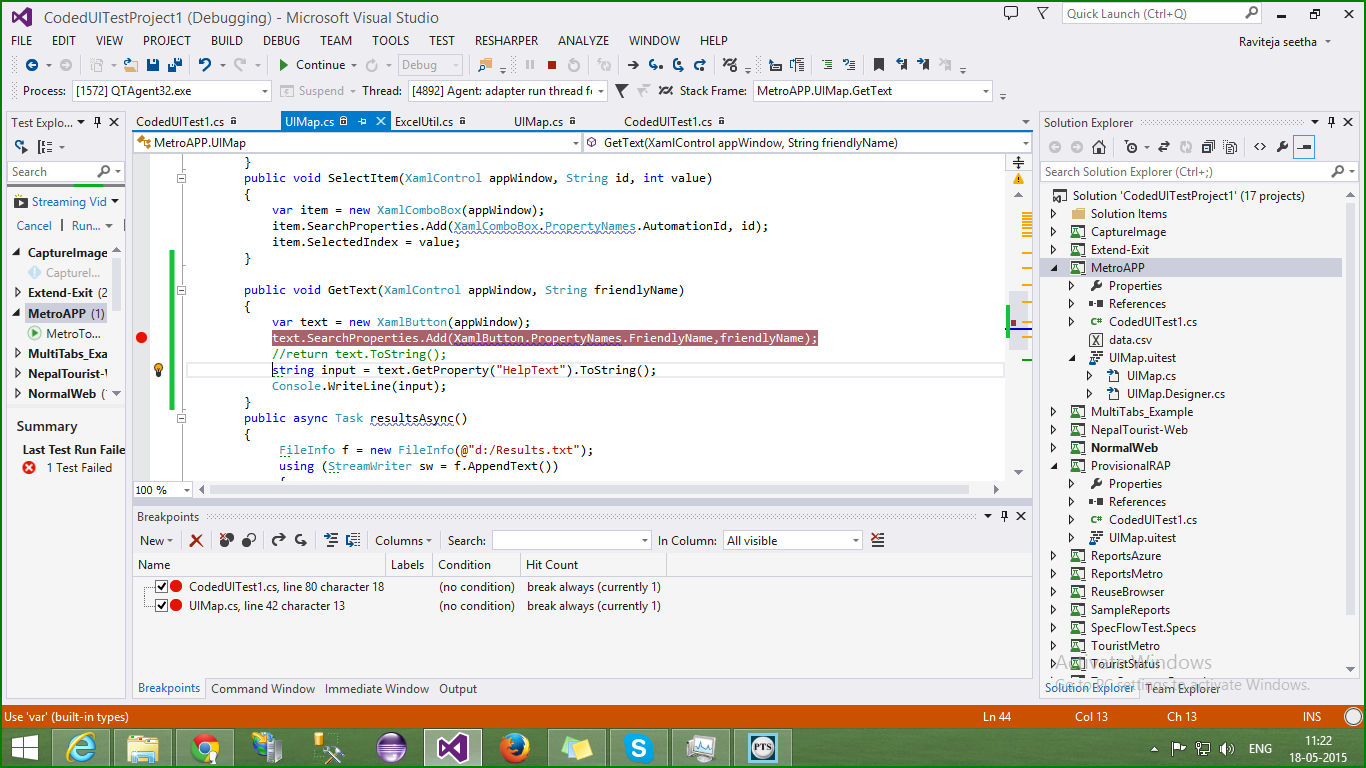 CodedUITestProject1 (Debugging) - Microsoft Visual Studio
Quick Launch (Ctrl+Q)
FILE EDIT VIEW PROJECT BUILD DEBUG TEAM TOOLS TEST RESHARPER ANALYZE WINDOW HELP
Raviteja seetha
Continue Debug
Process: [1572] QTAgent32.exe Suspend Thread: [4892] Agent: adapter run thread fo Stack Frame: MetroAPP.UIMap.GetText
Test Explo...
Search
Streaming Vid
Cancel Run...
CaptureImage
CaptureI...
Extend-Exit (2
MetroAPP (1)
MetroTo...
MultiTabs_Exa
NepalTourist-W
NormalWeb (
Summary
Last Test Run Faile
1 Test Failed
CodedUITest1.cs UIMap.cs ExcelUtil.cs UIMap.cs CodedUITest1.cs
MetroAPP.UIMap GetText(XamlControl appWindow, String friendlyName)
}
public void SelectItem(XamlControl appWindow, String id, int value)
{
var item = new XamlComboBox(appWindow);
item.SearchProperties.Add(XamlComboBox.PropertyNames.AutomationId, id);
item.SelectedIndex = value;
}
public void GetText(XamlControl appWindow, String friendlyName)
{
var text = new XamlButton(appWindow);
text.SearchProperties.Add(XamlButton.PropertyNames.FriendlyName,friendlyName);
//return text.ToString();
string input = text.GetProperty("HelpText").ToString();
Console.WriteLine(input);
}
public async Task resultsAsync()
{
FileInfo f = new FileInfo(@"d:/Results.txt");
using (StreamWriter sw = f.AppendText())
{
100 %
Breakpoints
New Columns Search: In Column: All visible
Name Labels Condition Hit Count
CodedUITest1.cs, line 80 character 18 (no condition) break always (currently 1)
UIMap.cs, line 42 character 13 (no condition) break always (currently 1)
Breakpoints Command Window Immediate Window Output
Solution Explorer
Search Solution Explorer (Ctrl+;)
Solution 'CodedUITestProject1' (17 projects)
Solution Items
CaptureImage
Extend-Exit
MetroAPP
Properties
References
C# CodedUITest1.cs
data.csv
UIMap.uitest
UIMap.cs
UIMap.Designer.cs
MultiTabs_Example
NepalTourist-Web
NormalWeb
ProvisionalRAP
Properties
References
C# CodedUITest1.cs
UIMap.uitest
ReportsAzure
ReportsMetro
ReuseBrowser
SampleReports
SpecFlowTest.Specs
TouristMetro
TouristStatus
Activate Windows
Go to PC settings to activate Windows.
Solution Explorer Team Explorer
Use 'var' (built-in types) Ln 44 Col 13 Ch 13 INS
PTS
ENG
11:22
18-05-2015